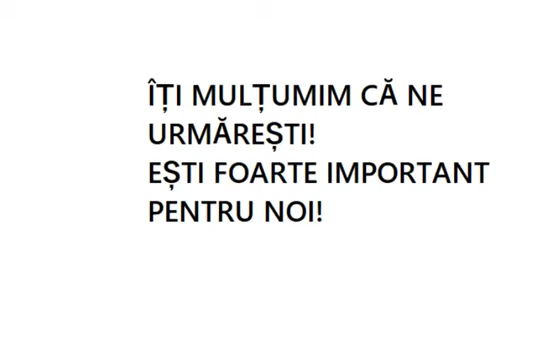 ÎȚI MULȚUMIM CĂ NE
URMĂREȘTI!
EȘTI FOARTE IMPORTANT
PENTRU NOI!